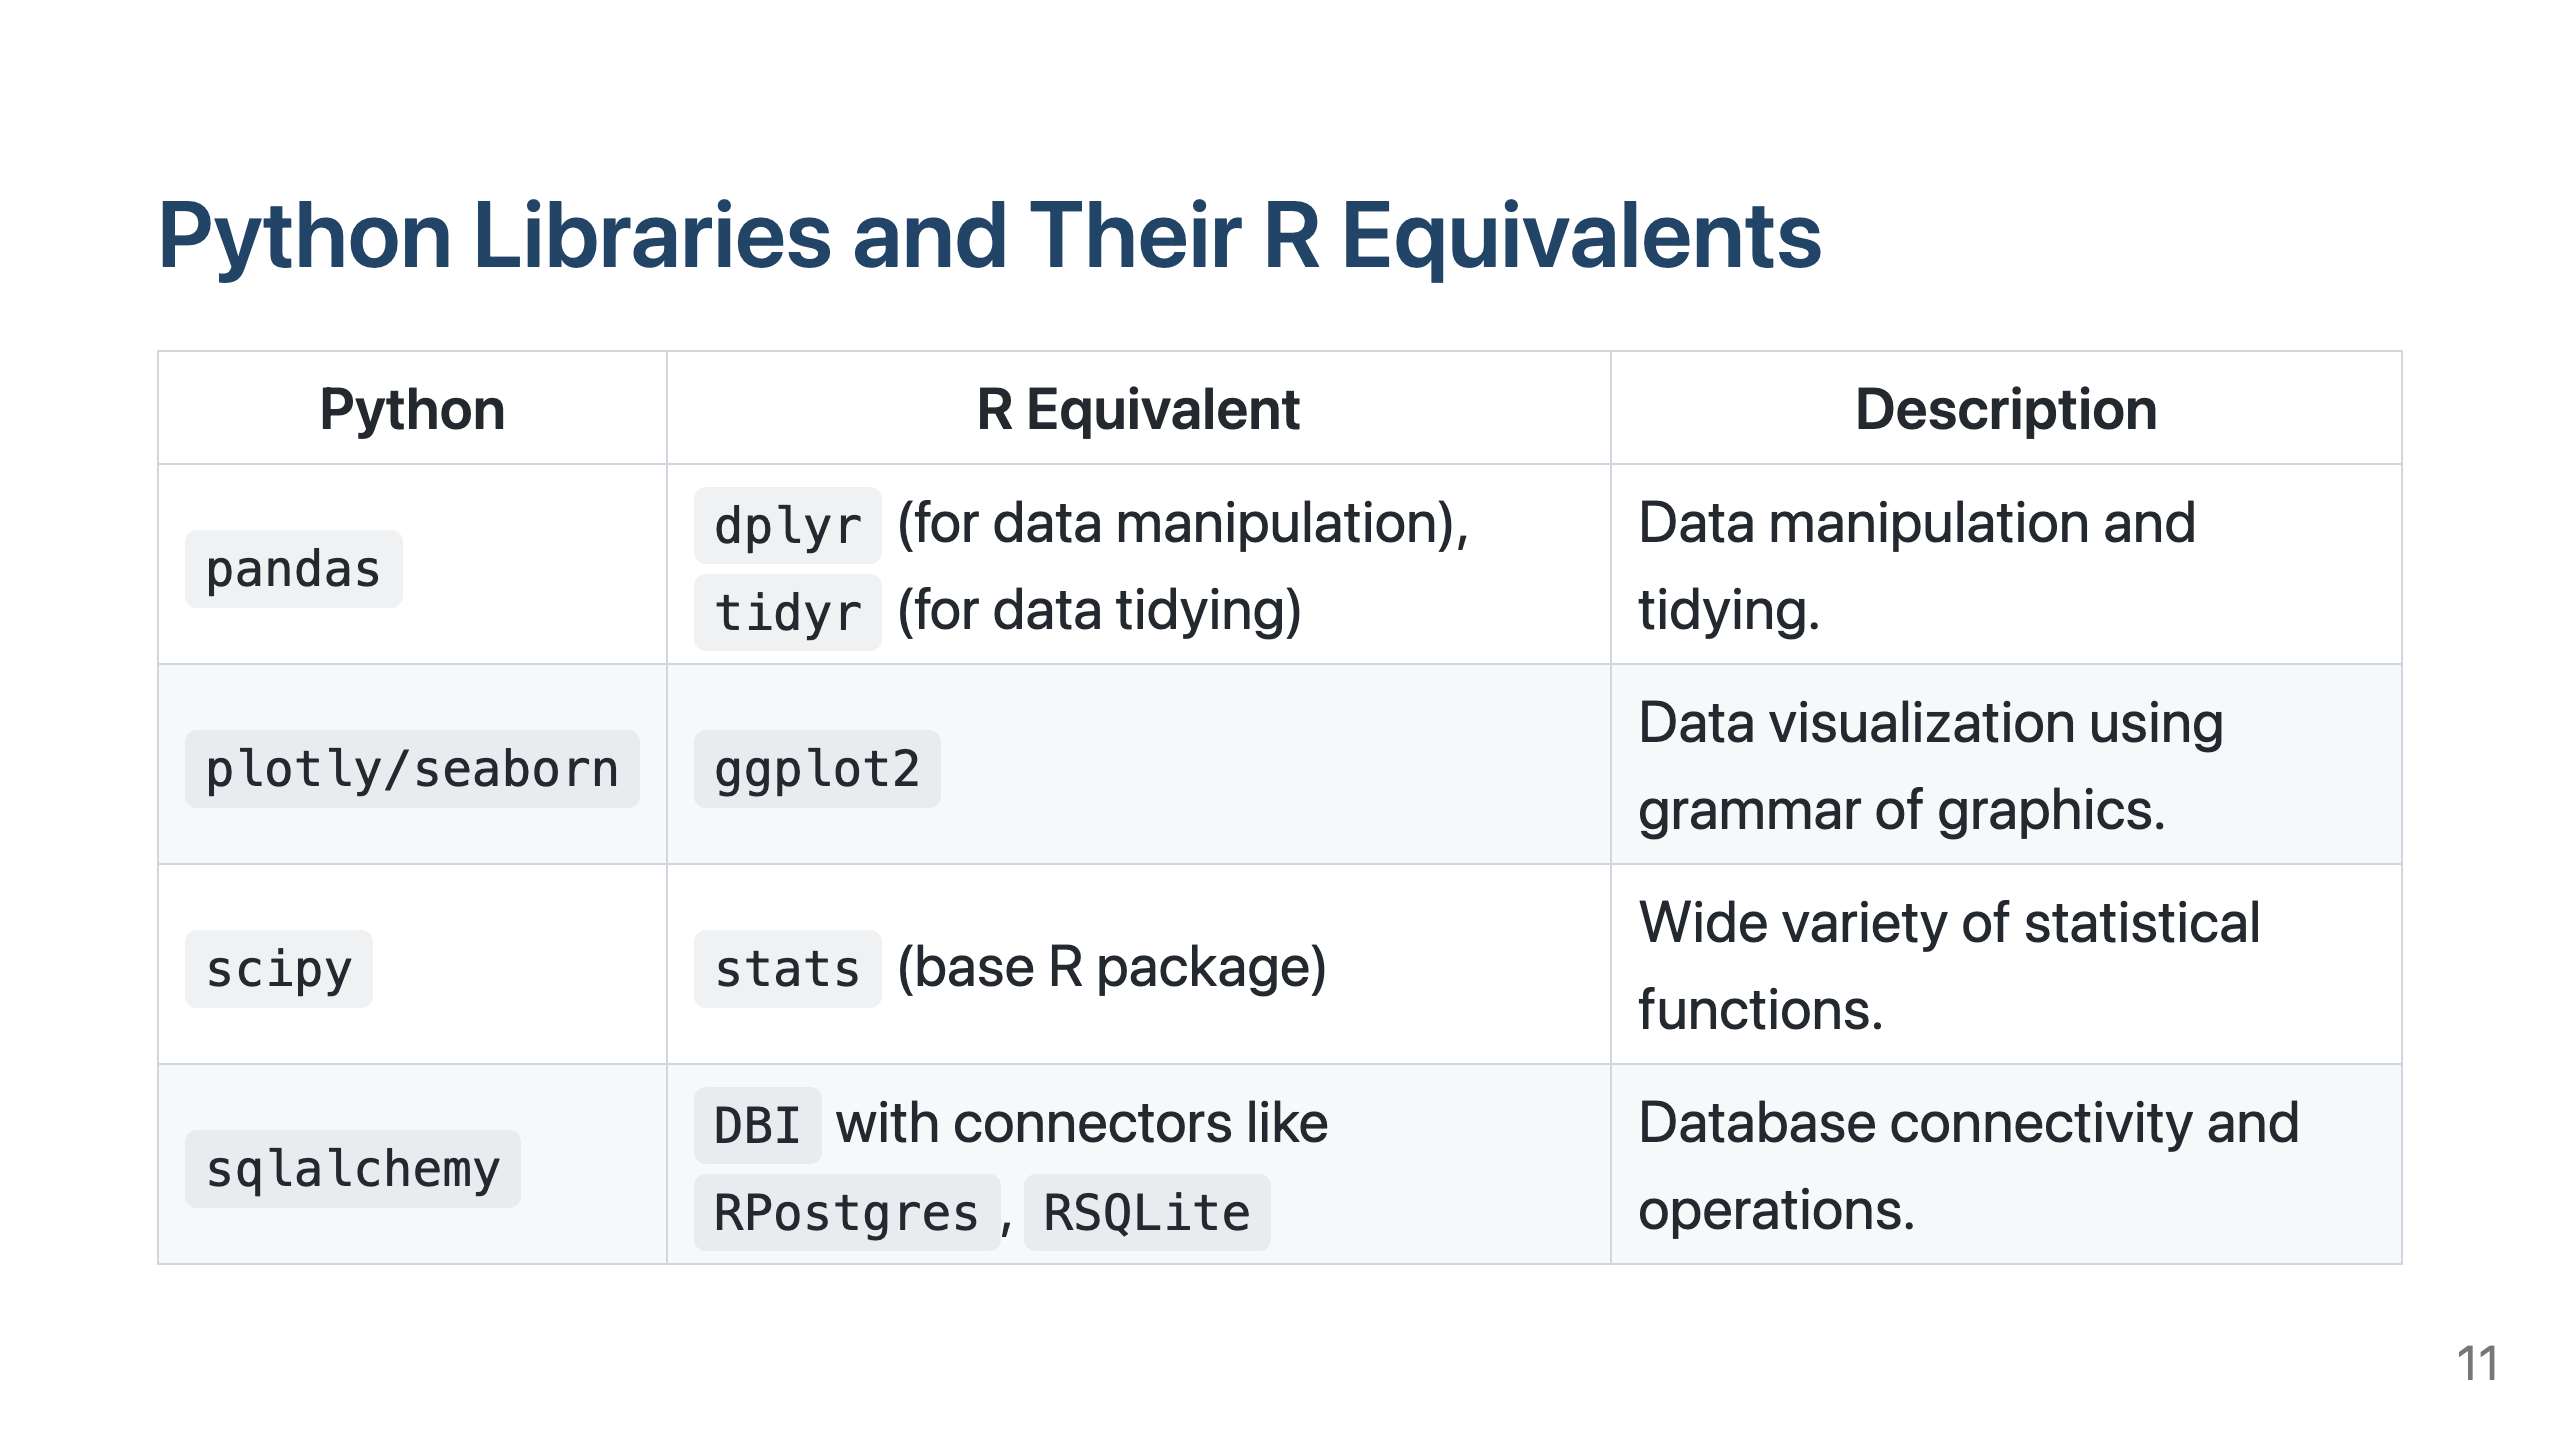 Python Libraries and Their R Equivalents
Python R Equivalent Description
pandas
dplyr (for data manipulation),
tidyr (for data tidying)
Data manipulation and
tidying.
plotly/seaborn
ggplot2
Data visualization using
grammar of graphics.
scipy
stats (base R package)
Wide variety of statistical
functions.
sqlalchemy
DBI with connectors like
RPostgres, RSQLite
Database connectivity and
operations.
11